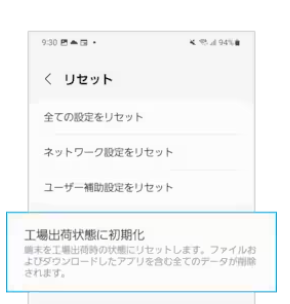 9:30
94%
< リセット
全ての設定をリセット
ネットワーク設定をリセット
ユーザー補助設定をリセット
工場出荷状態に初期化
端末を工場出荷時の状態にリセットします。ファイルお
よびダウンロードしたアプリを含む全てのデータが削除
されます。